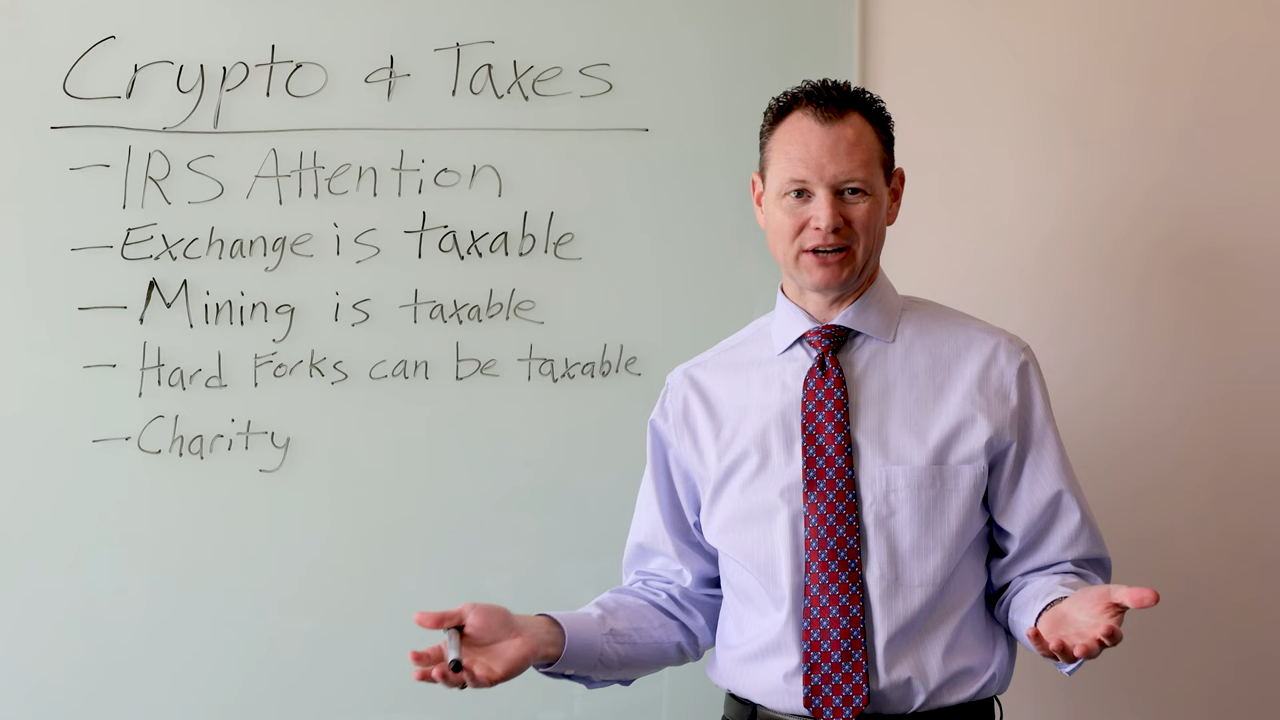 Crypto & Taxes
- IRS Attention
- Exchange is taxable
- Mining is taxable
- Hard Forks can be taxable
- Charity